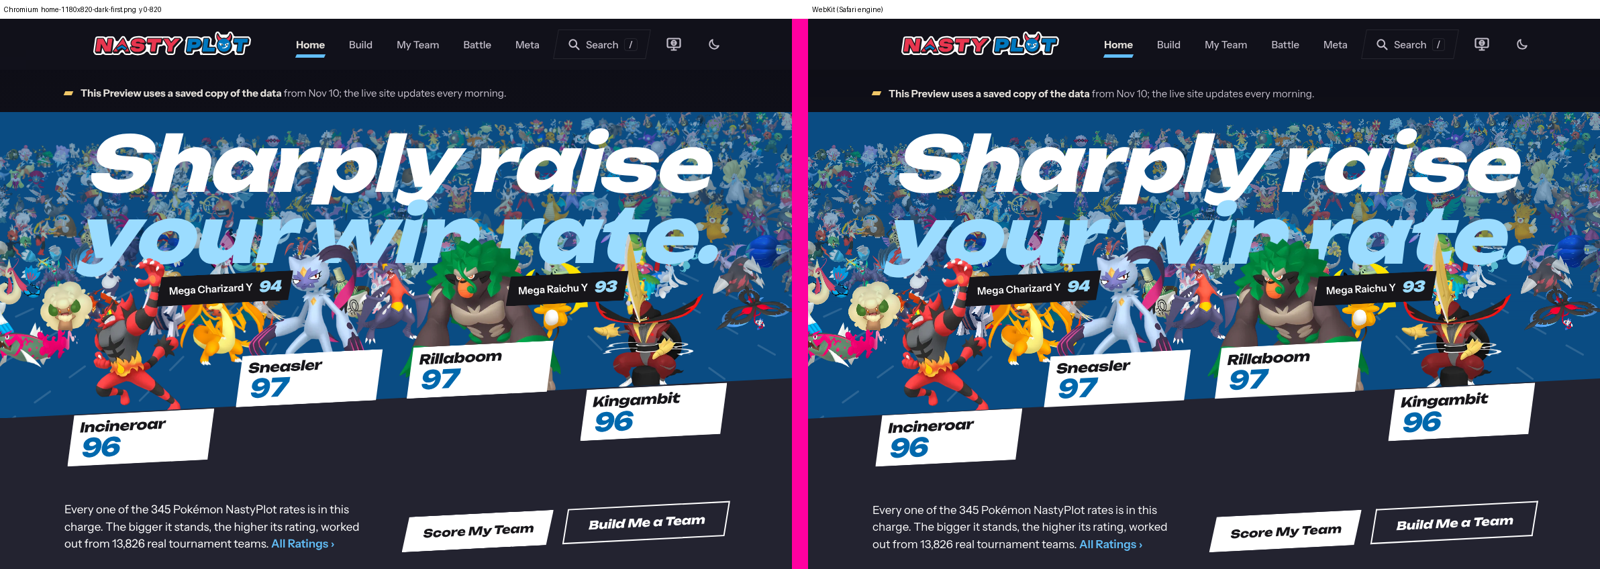 Chromium home-1180x820-dark-first.png y0-820
NASTY PLOT
Home Build My Team Battle Meta Search /
This Preview uses a saved copy of the data from Nov 10; the live site updates every morning.
Sharply raise
your win rate.
Mega Charizard Y 94
Mega Raichu Y 93
Sneasler
97
Rillaboom
97
Kingambit
96
Incineroar
96
Every one of the 345 Pokémon NastyPlot rates is in this
charge. The bigger it stands, the higher its rating, worked
out from 13,826 real tournament teams. All Ratings ›
Score My Team
Build Me a Team
WebKit (Safari engine)
NASTY PLOT
Home Build My Team Battle Meta Search /
This Preview uses a saved copy of the data from Nov 10; the live site updates every morning.
Sharply raise
your win rate.
Mega Charizard Y 94
Mega Raichu Y 93
Sneasler
97
Rillaboom
97
Kingambit
96
Incineroar
96
Every one of the 345 Pokémon NastyPlot rates is in this
charge. The bigger it stands, the higher its rating, worked
out from 13,826 real tournament teams. All Ratings ›
Score My Team
Build Me a Team